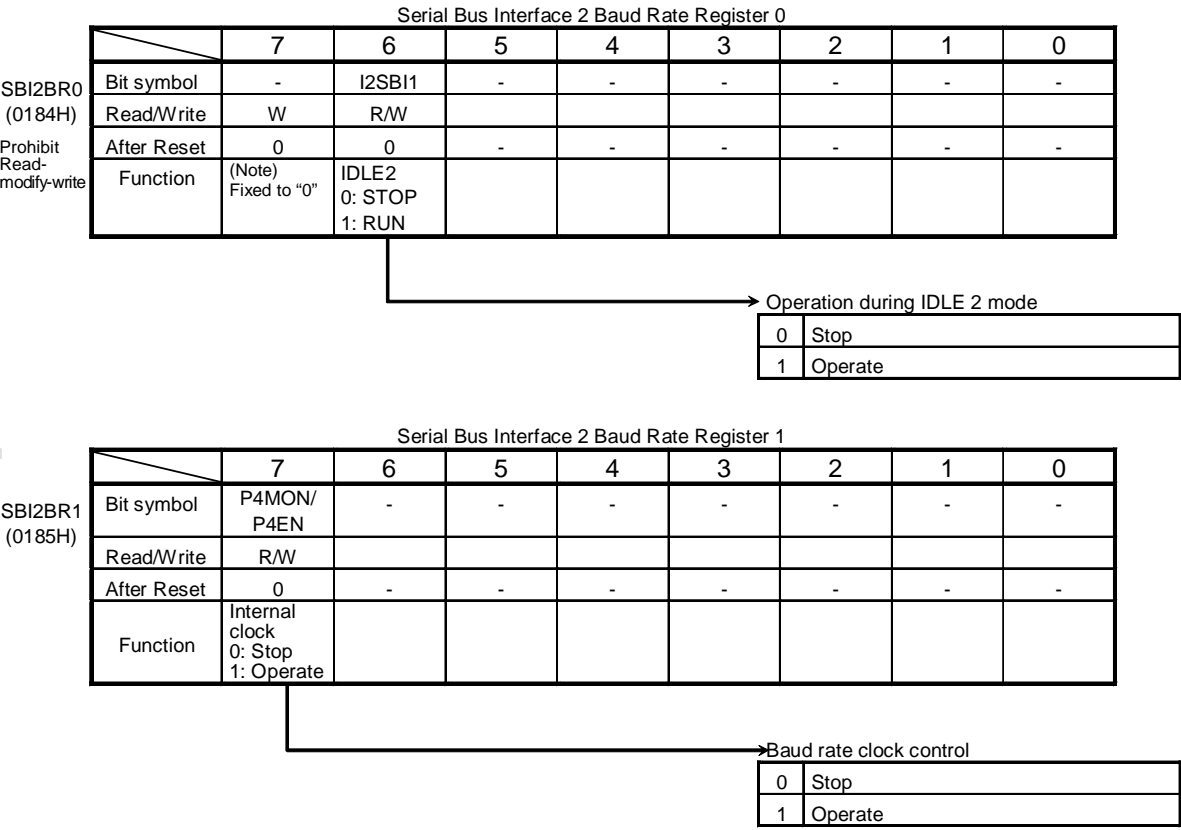 Serial Bus Interface 2 Baud Rate Register 0
7 6 5 4 3 2 1 0
SBI2BR0
(0184H)
Prohibit
Read-
modify-write
Bit symbol - I2SBI1 - - - - - -
Read/Write W R/W
After Reset 0 0 - - - - - -
Function
(Note)
Fixed to “0”
IDLE2
0: STOP
1: RUN
Operation during IDLE 2 mode
0 Stop
1 Operate
Serial Bus Interface 2 Baud Rate Register 1
7 6 5 4 3 2 1 0
SBI2BR1
(0185H)
Bit symbol
P4MON/
P4EN
- - - - - - -
Read/Write R/W
After Reset 0 - - - - - - -
Function
Internal
clock
0: Stop
1: Operate
Baud rate clock control
0 Stop
1 Operate